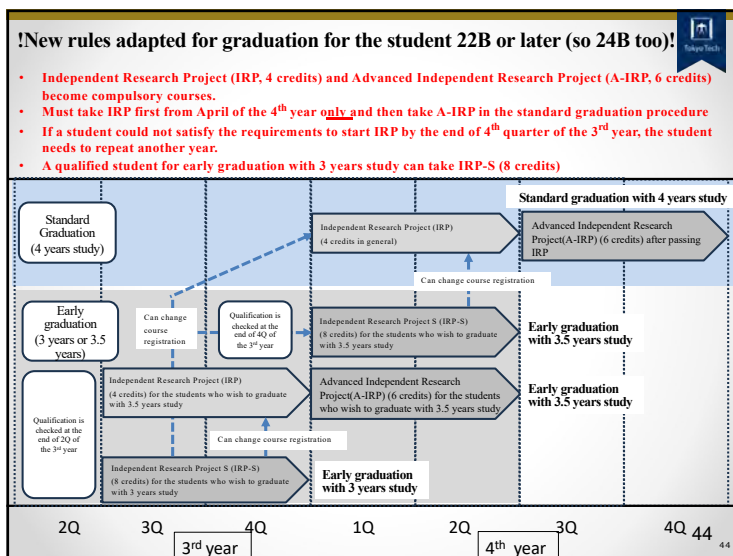 !New rules adapted for graduation for the student 22B or later (so 24B too)!
Tokyo Tech
• Independent Research Project (IRP, 4 credits) and Advanced Independent Research Project (A-IRP, 6 credits)
become compulsory courses.
• Must take IRP first from April of the 4th year only and then take A-IRP in the standard graduation procedure
• If a student could not satisfy the requirements to start IRP by the end of 4th quarter of the 3rd year, the student
needs to repeat another year.
• A qualified student for early graduation with 3 years study can take IRP-S (8 credits)
Standard graduation with 4 years study
Standard
Graduation
(4 years study)
Independent Research Project (IRP)
(4 credits in general)
Advanced Independent Research
Project(A-IRP) (6 credits) after passing
IRP
Can change course registration
Early
graduation
(3 years or 3.5
years)
Can change
course
registration
Qualification is
checked at the
end of 4Q of
the 3rd year
Independent Research Project S (IRP-S)
(8 credits) for the students who wish to graduate
with 3.5 years study
Early graduation
with 3.5 years study
Qualification is
checked at the
end of 2Q of
the 3rd year
Independent Research Project (IRP)
(4 credits) for the students who wish to graduate
with 3.5 years study
Advanced Independent Research
Project(A-IRP) (6 credits) for the students
who wish to graduate with 3.5 years study
Early graduation
with 3.5 years study
Can change course registration
Independent Research Project S (IRP-S)
(8 credits) for the students who wish to graduate
with 3 years study
Early graduation
with 3 years study
2Q 3Q 4Q 1Q 2Q 3Q 4Q 44
3rd year 4th year 44